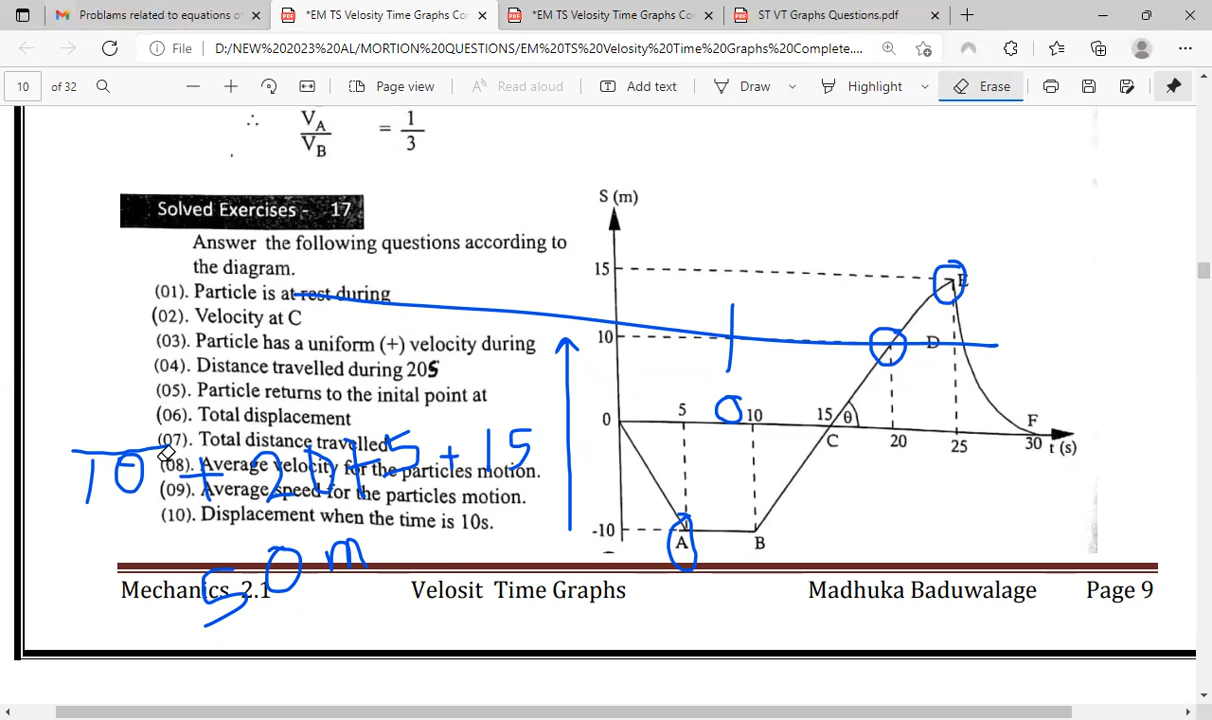 Problems related to equations o
*EM TS Velosity Time Graphs Co
*EM TS Velosity Time Graphs Co
ST VT Graphs Questions.pdf
File
D:/NEW%202023%20AL/MORTION%20QUESTIONS/EM%20TS%20Velosity%20Time%20Graphs%20Complete....
10 of 32
Page view
Read aloud
Add text
Draw
Highlight
Erase
∴ VA/VB = 1/3
Solved Exercises - 17
Answer the following questions according to
the diagram.
(01). Particle is at rest during
(02). Velocity at C
(03). Particle has a uniform (+) velocity during
(04). Distance travelled during 20s
(05). Particle returns to the inital point at
(06). Total displacement
(07). Total distance travelled
(08). Average velocity for the particles motion.
(09). Average speed for the particles motion.
(10). Displacement when the time is 10s.
10 + 20 + 5 + 15
50 m
S (m)
15
E
10
D
0
5
10
15
θ
C
20
25
30
F
t (s)
-10
A
B
0
Mechanics 2.1
Velosit Time Graphs
Madhuka Baduwalage
Page 9